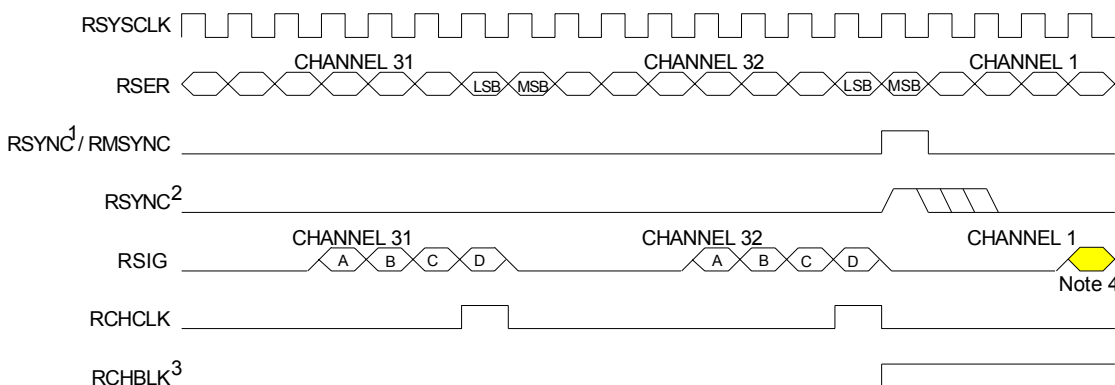 RSYSCLK
CHANNEL 31 CHANNEL 32 CHANNEL 1
RSER LSB MSB LSB MSB
RSYNC1 / RMSYNC
RSYNC2
CHANNEL 31 CHANNEL 32 CHANNEL 1
RSIG A B C D A B C D
Note 4
RCHCLK
RCHBLK3